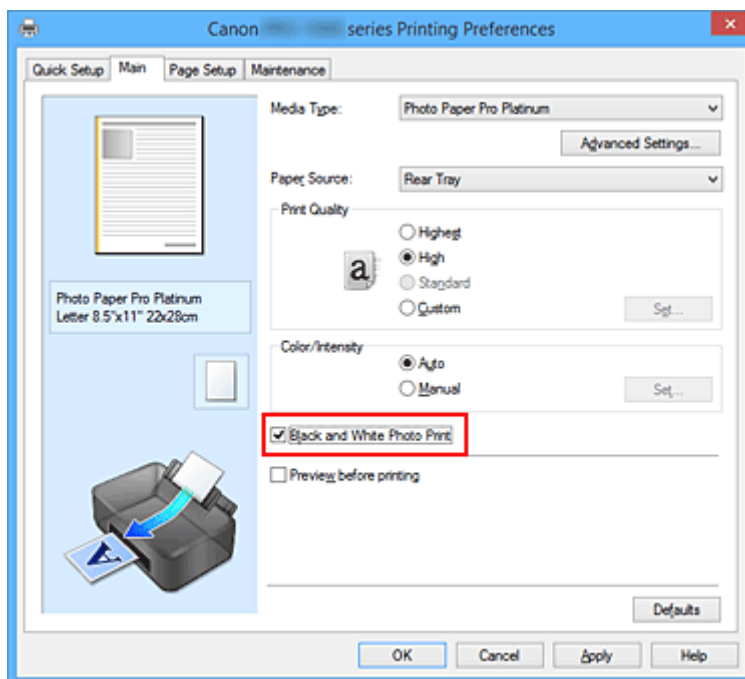 Canon series Printing Preferences
Quick Setup Main Page Setup Maintenance
Media Type: Photo Paper Pro Platinum
Advanced Settings...
Paper Source: Rear Tray
Print Quality
Highest
High
Standard
Custom Set...
Photo Paper Pro Platinum
Letter 8.5"x11" 22x28cm
Color/Intensity
Auto
Manual Set...
Black and White Photo Print
Preview before printing
a
A
Defaults
OK Cancel Apply Help